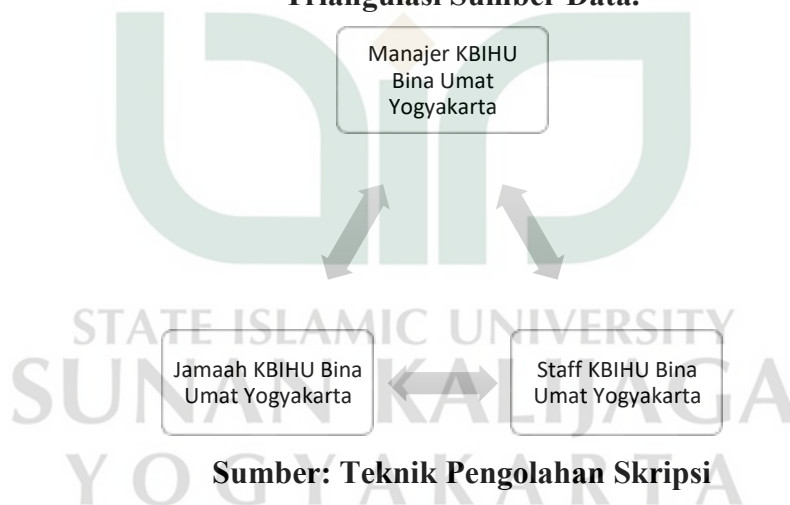 Triangulasi Sumber Data.
Manajer KBIHU
Bina Umat
Yogyakarta
Jamaah KBIHU Bina
Umat Yogyakarta
Staff KBIHU Bina
Umat Yogyakarta
STATE ISLAMIC UNIVERSITY
SUNAN KALIJAGA
YOGYAKARTA
Sumber: Teknik Pengolahan Skripsi